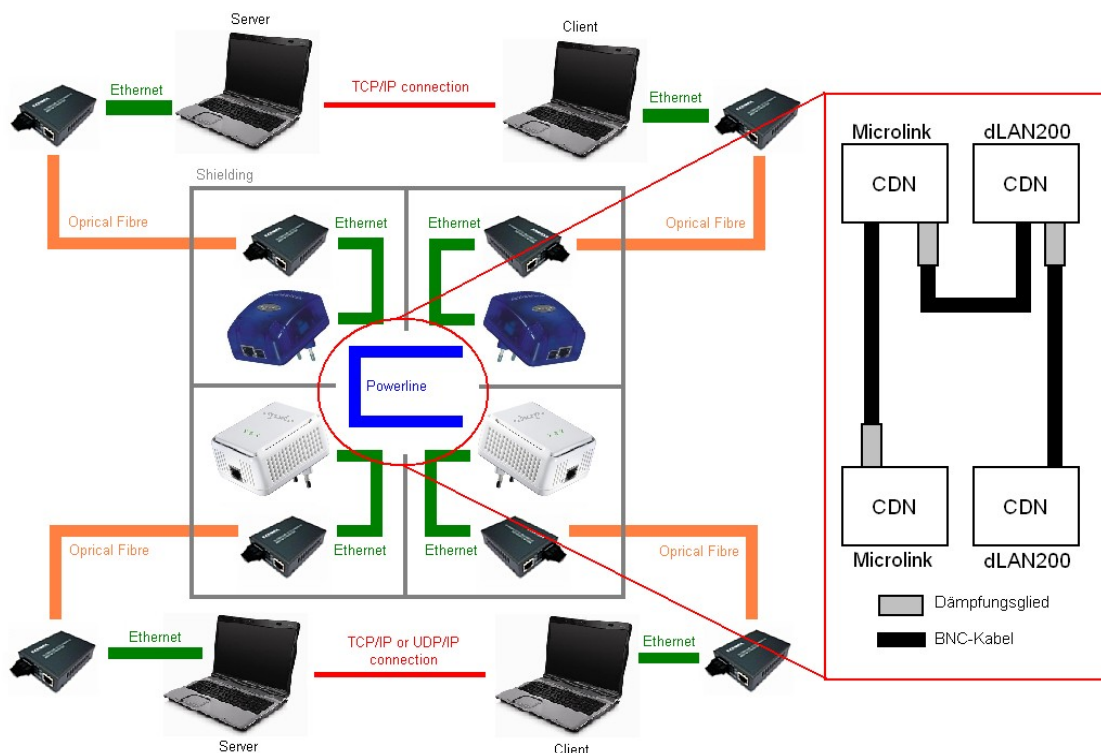 Server
Client
Ethernet
TCP/IP connection
Ethernet
Shielding
Oprical Fibre
Ethernet
Ethernet
Oprical Fibre
Powerline
Oprical Fibre
Ethernet
Ethernet
Oprical Fibre
Ethernet
TCP/IP or UDP/IP
connection
Ethernet
Server
Client
Microlink
dLAN200
CDN
CDN
CDN
CDN
Microlink
dLAN200
Dämpfungsglied
BNC-Kabel